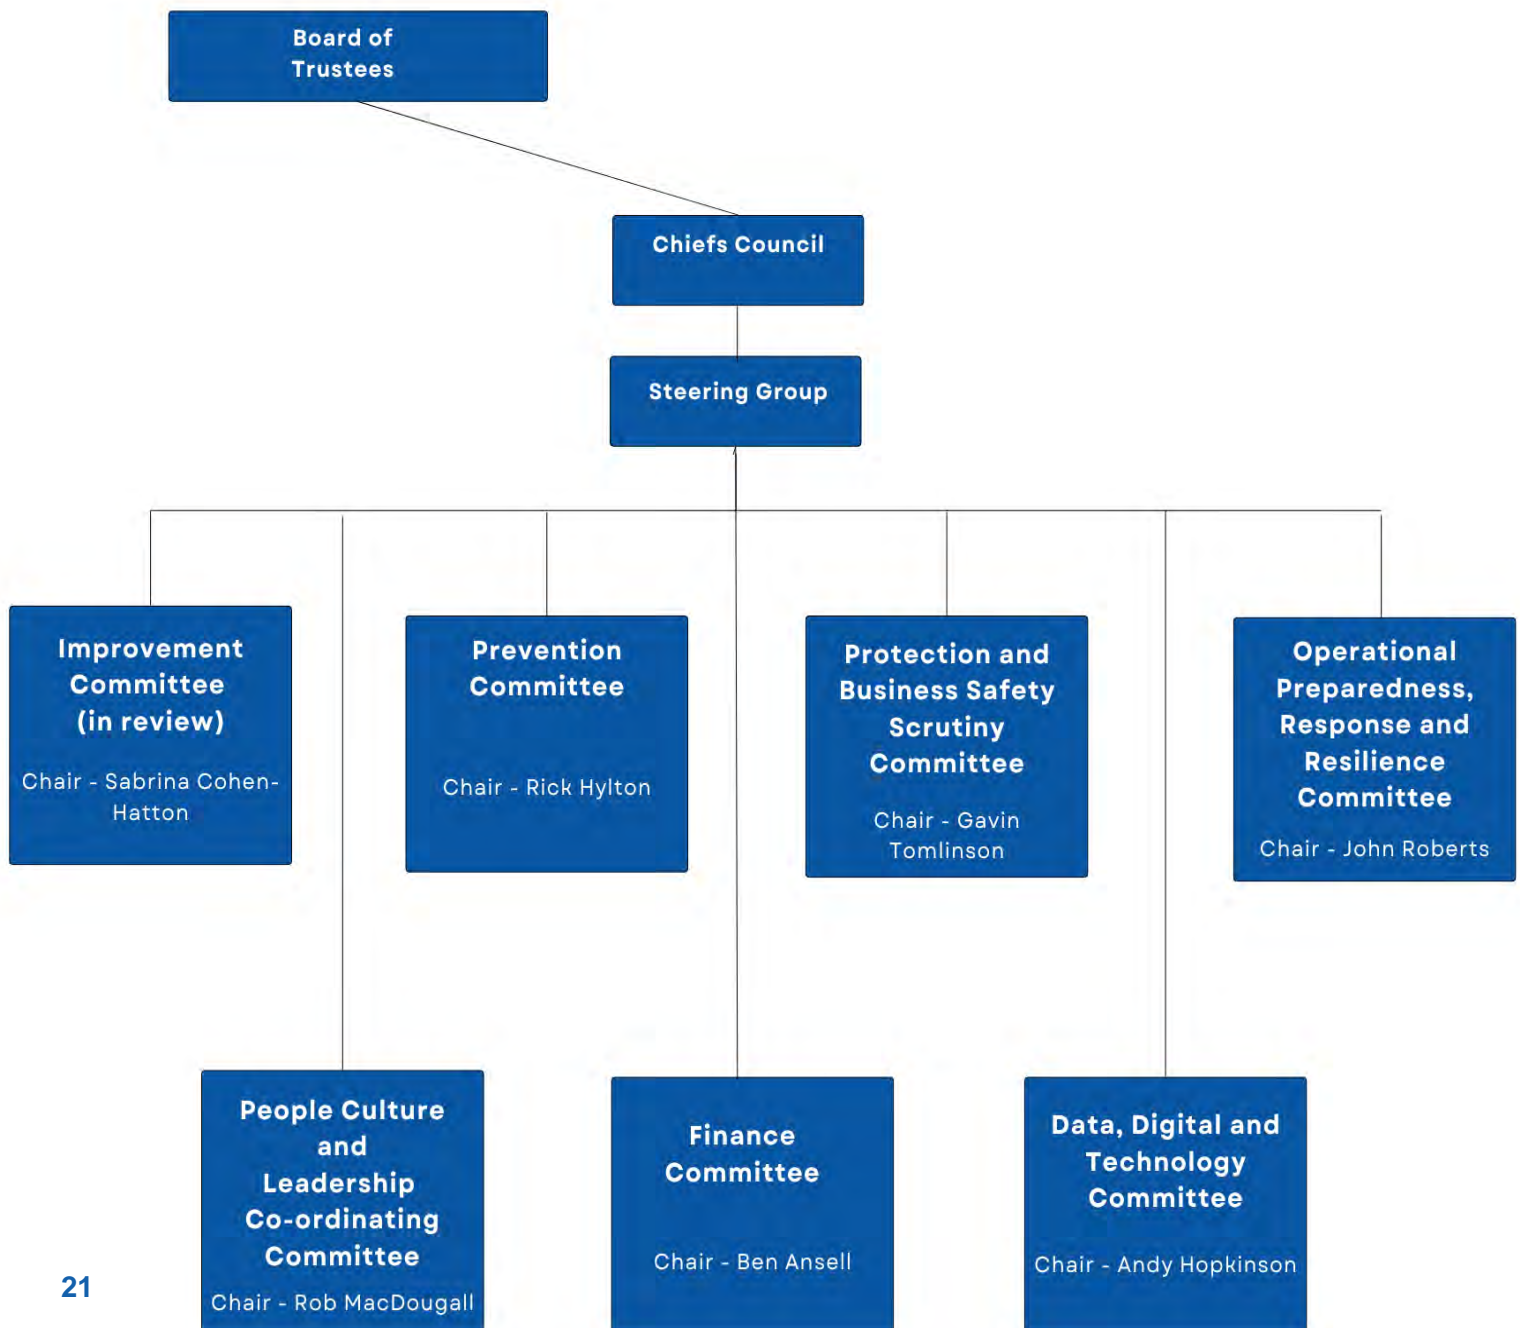 Board of
Trustees
Chiefs Council
Steering Group
Improvement
Committee
(in review)
Chair - Sabrina Cohen-
Hatton
Prevention
Committee
Chair - Rick Hylton
Protection and
Business Safety
Scrutiny
Committee
Chair - Gavin
Tomlinson
Operational
Preparedness,
Response and
Resilience
Committee
Chair - John Roberts
People Culture
and
Leadership
Co-ordinating
Committee
Chair - Rob MacDougall
Finance
Committee
Chair - Ben Ansell
Data, Digital and
Technology
Committee
Chair - Andy Hopkinson
21